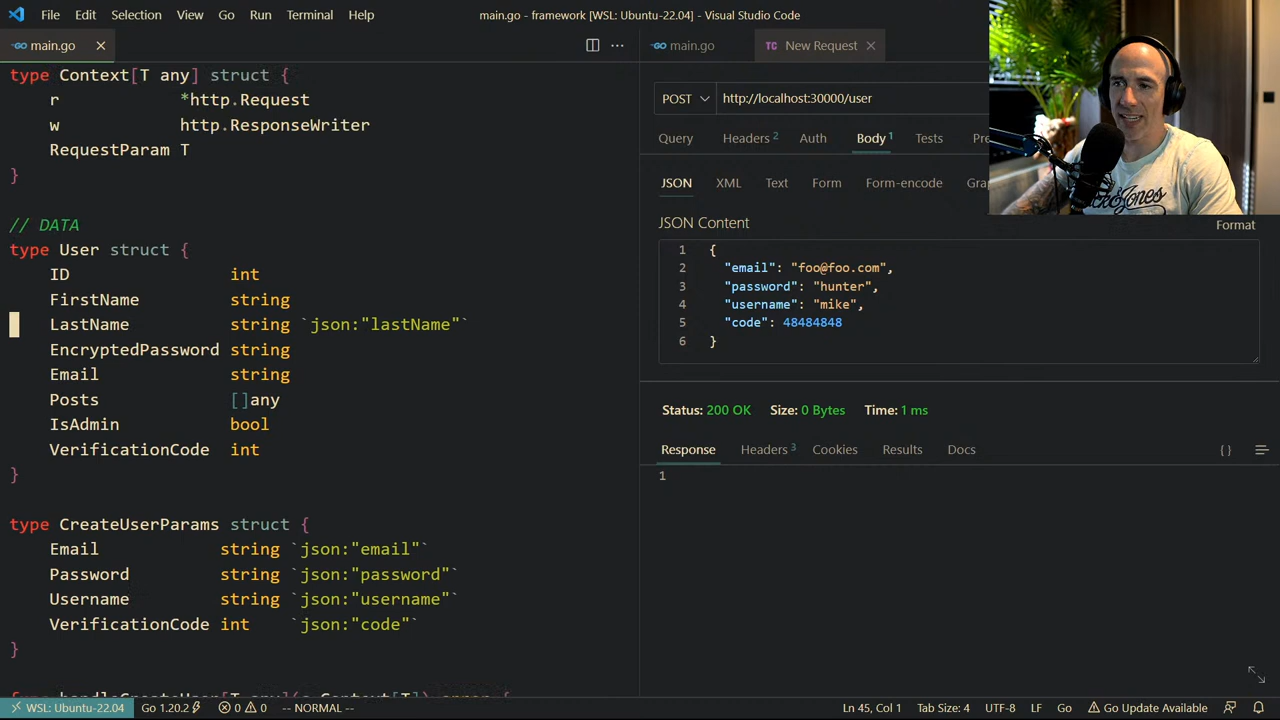 File Edit Selection View Go Run Terminal Help
main.go - framework [WSL: Ubuntu-22.04] - Visual Studio Code
main.go
type Context[T any] struct {
r *http.Request
w http.ResponseWriter
RequestParam T
}
// DATA
type User struct {
ID int
FirstName string
LastName string `json:"lastName"`
EncryptedPassword string
Email string
Posts []any
IsAdmin bool
VerificationCode int
}
type CreateUserParams struct {
Email string `json:"email"`
Password string `json:"password"`
Username string `json:"username"`
VerificationCode int `json:"code"`
}
main.go
TC New Request
POST http://localhost:30000/user
Query Headers 2 Auth Body 1 Tests Pre
JSON XML Text Form Form-encode
JSON Content
Format
1 {
2 "email": "foo@foo.com",
3 "password": "hunter",
4 "username": "mike",
5 "code": 48484848
6 }
Status: 200 OK Size: 0 Bytes Time: 1 ms
Response Headers 3 Cookies Results Docs
{ }
1
WSL: Ubuntu-22.04 Go 1.20.2 0 0 -- NORMAL -- Ln 45, Col 1 Tab Size: 4 UTF-8 LF Go Go Update Available